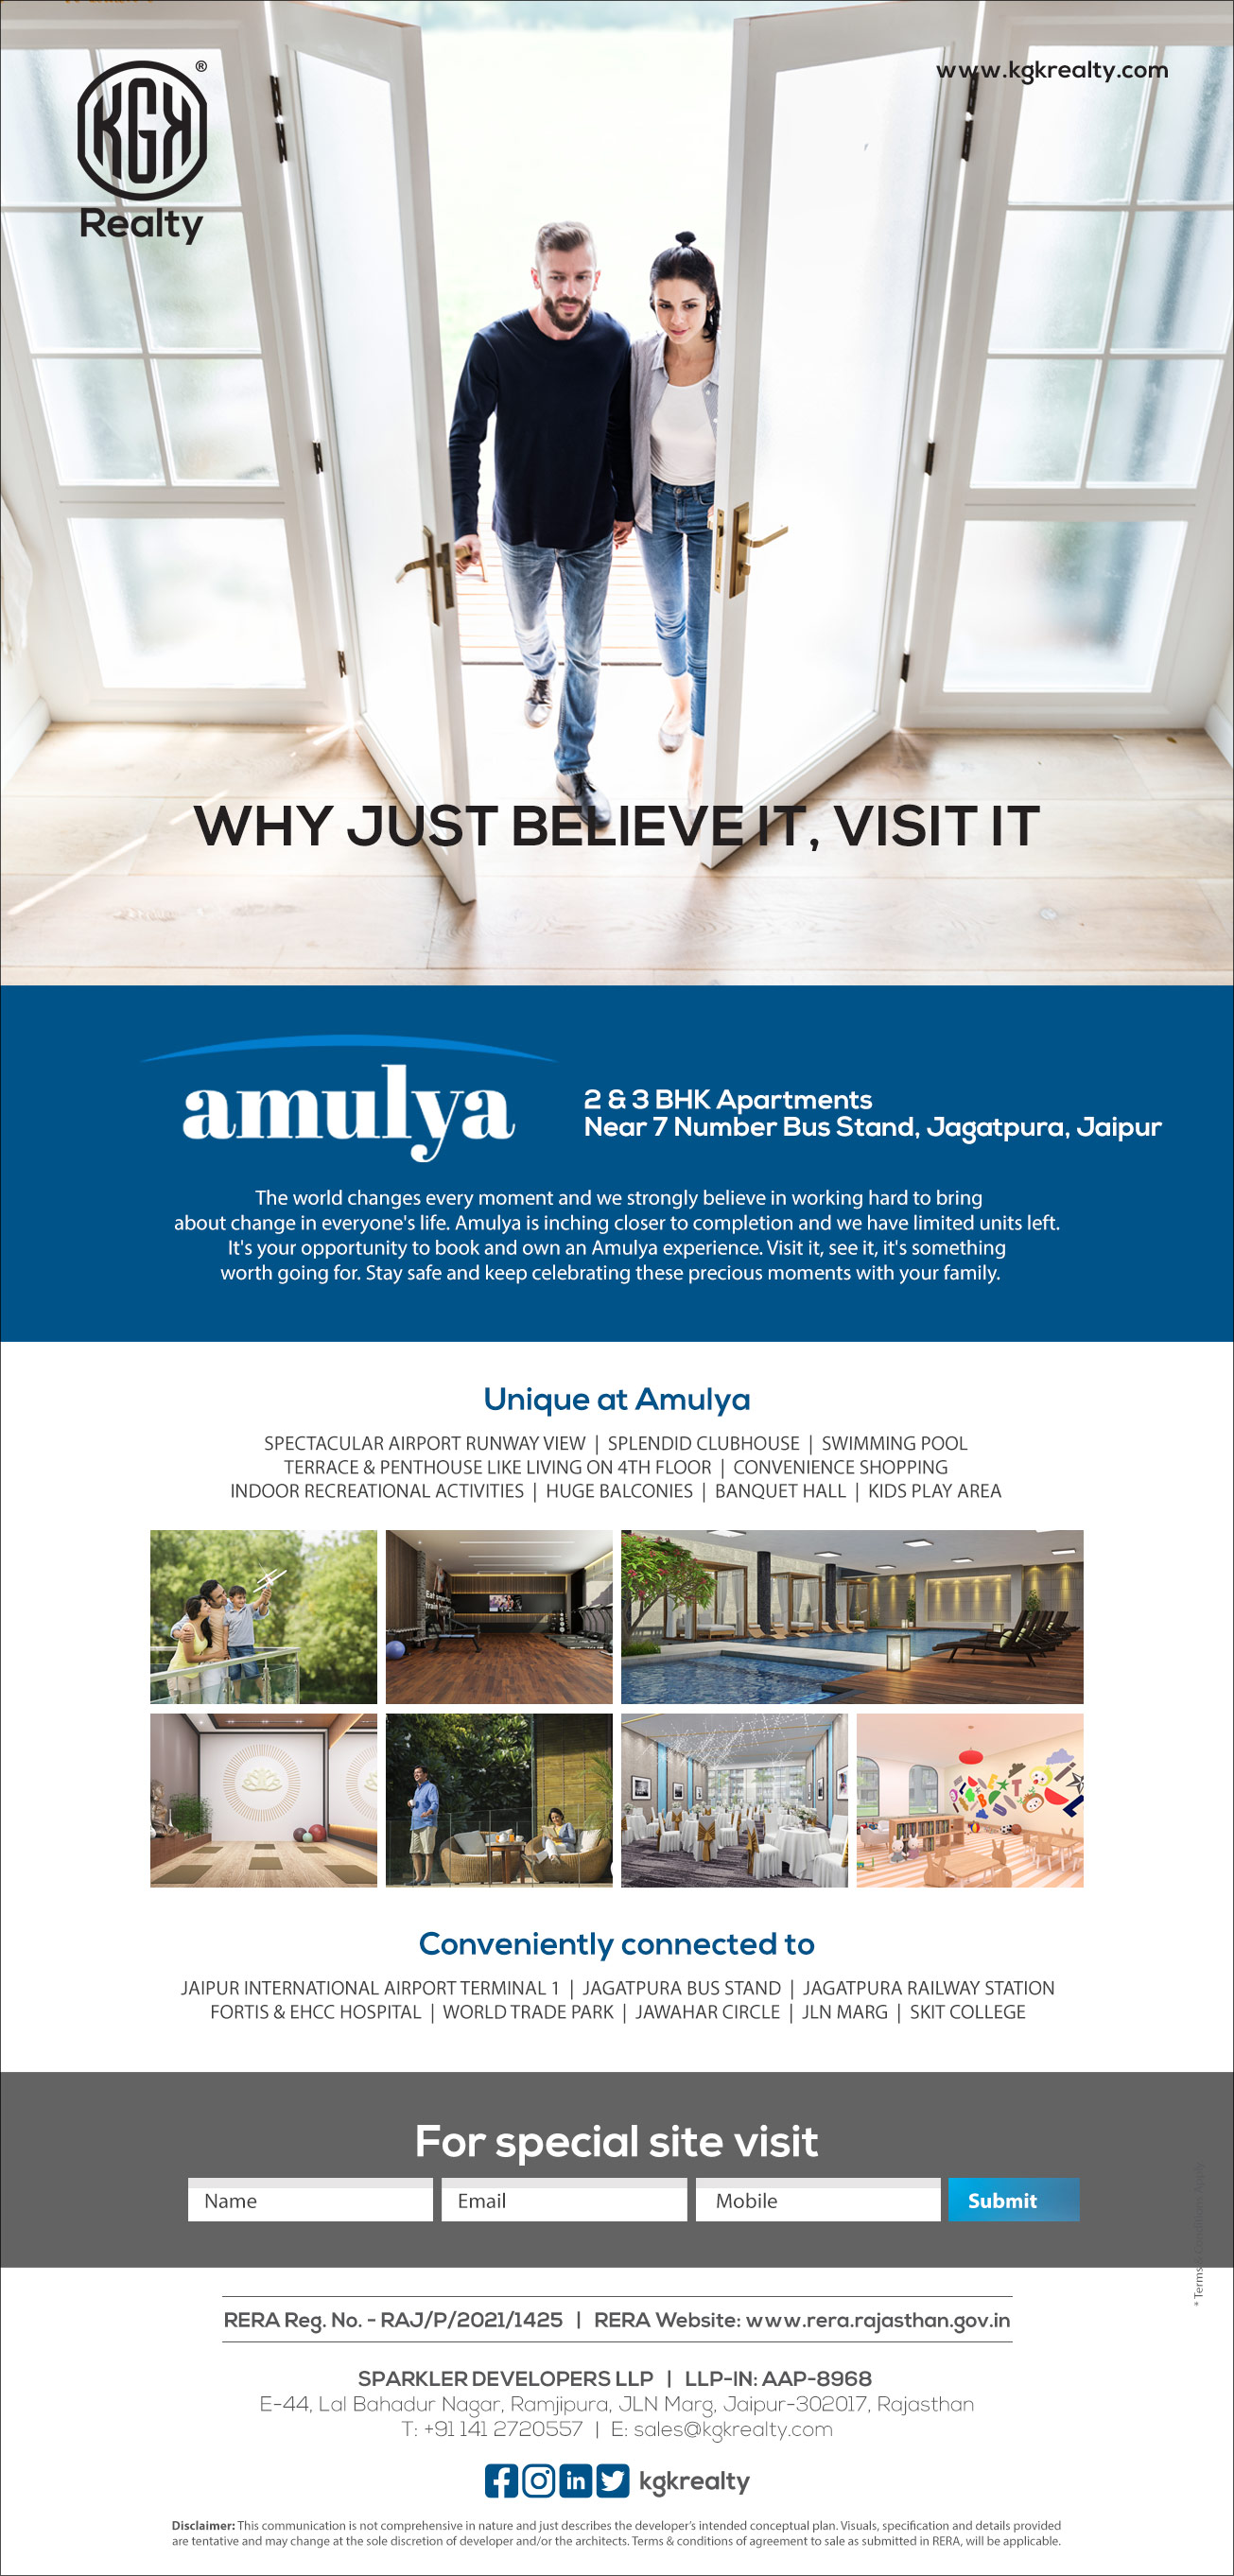 KGK
®
Realty
www.kgkrealty.com
WHY JUST BELIEVE IT, VISIT IT
amulya
2 & 3 BHK Apartments
Near 7 Number Bus Stand, Jagatpura, Jaipur
The world changes every moment and we strongly believe in working hard to bring
about change in everyone's life. Amulya is inching closer to completion and we have limited units left.
It's your opportunity to book and own an Amulya experience. Visit it, see it, it's something
worth going for. Stay safe and keep celebrating these precious moments with your family.
Unique at Amulya
SPECTACULAR AIRPORT RUNWAY VIEW | SPLENDID CLUBHOUSE | SWIMMING POOL
TERRACE & PENTHOUSE LIKE LIVING ON 4TH FLOOR | CONVENIENCE SHOPPING
INDOOR RECREATIONAL ACTIVITIES | HUGE BALCONIES | BANQUET HALL | KIDS PLAY AREA
Conveniently connected to
JAIPUR INTERNATIONAL AIRPORT TERMINAL 1 | JAGATPURA BUS STAND | JAGATPURA RAILWAY STATION
FORTIS & EHCC HOSPITAL | WORLD TRADE PARK | JAWAHAR CIRCLE | JLN MARG | SKIT COLLEGE
For special site visit
Name
Email
Mobile
Submit
* Terms & Conditions Apply
RERA Reg. No. - RAJ/P/2021/1425 | RERA Website: www.rera.rajasthan.gov.in
SPARKLER DEVELOPERS LLP | LLP-IN: AAP-8968
E-44, Lal Bahadur Nagar, Ramjipura, JLN Marg, Jaipur-302017, Rajasthan
T: +91 141 2720557 | E: sales@kgkrealty.com
kgkrealty
Disclaimer: This communication is not comprehensive in nature and just describes the developer's intended conceptual plan. Visuals, specification and details provided
are tentative and may change at the sole discretion of developer and/or the architects. Terms & conditions of agreement to sale as submitted in RERA, will be applicable.